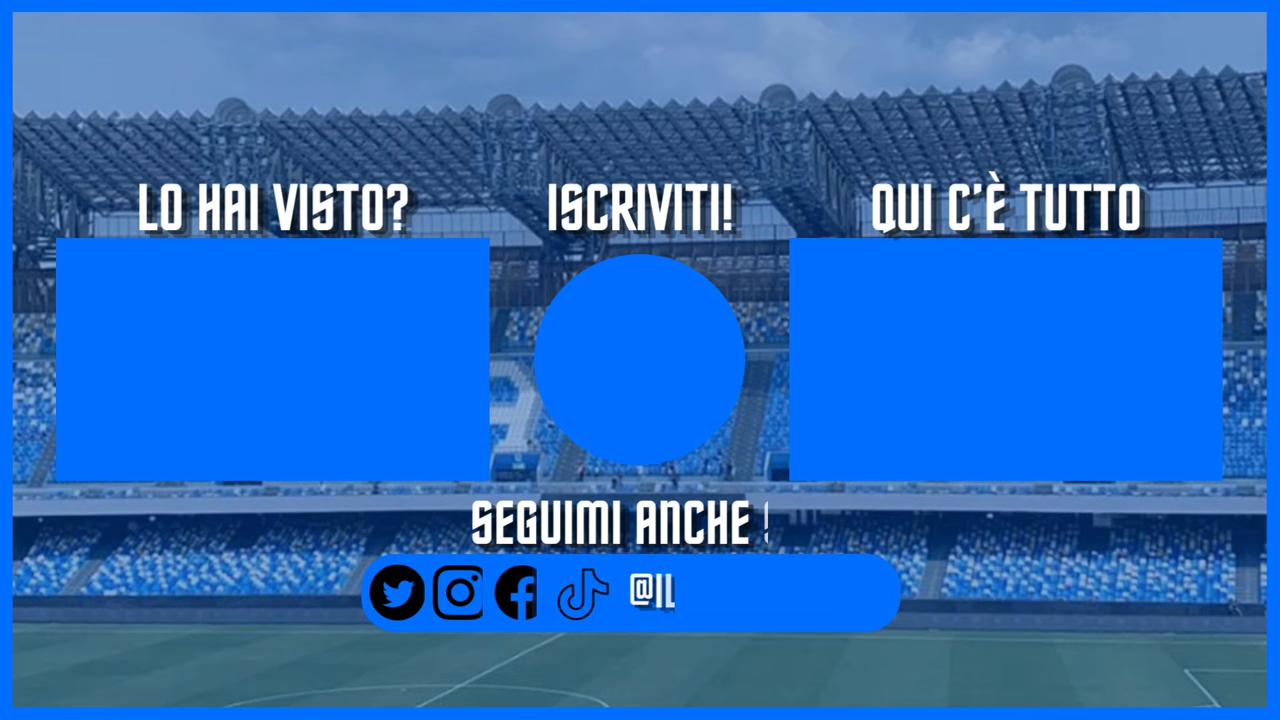 LO HAI VISTO?
ISCRIVITI!
QUI C'È TUTTO
SEGUIMI ANCHE
@IL